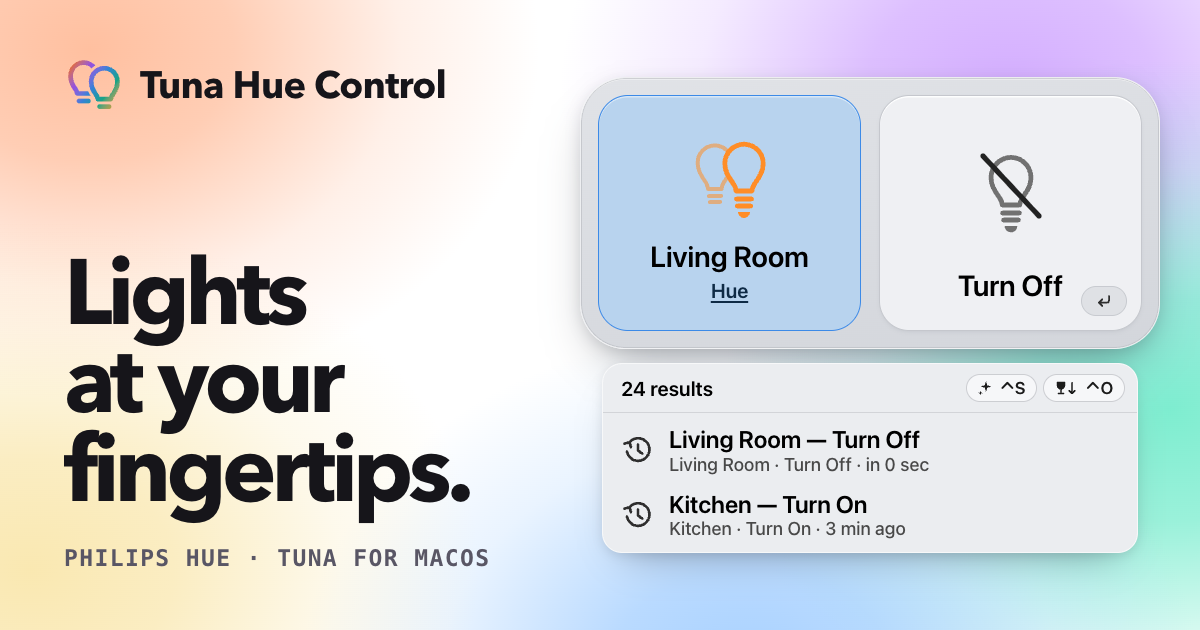 Tuna Hue Control
Lights
at your
fingertips.
PHILIPS HUE · TUNA FOR MACOS
Living Room
Hue
Turn Off
24 results
^S
^O
Living Room — Turn Off
Living Room · Turn Off · in 0 sec
Kitchen — Turn On
Kitchen · Turn On · 3 min ago